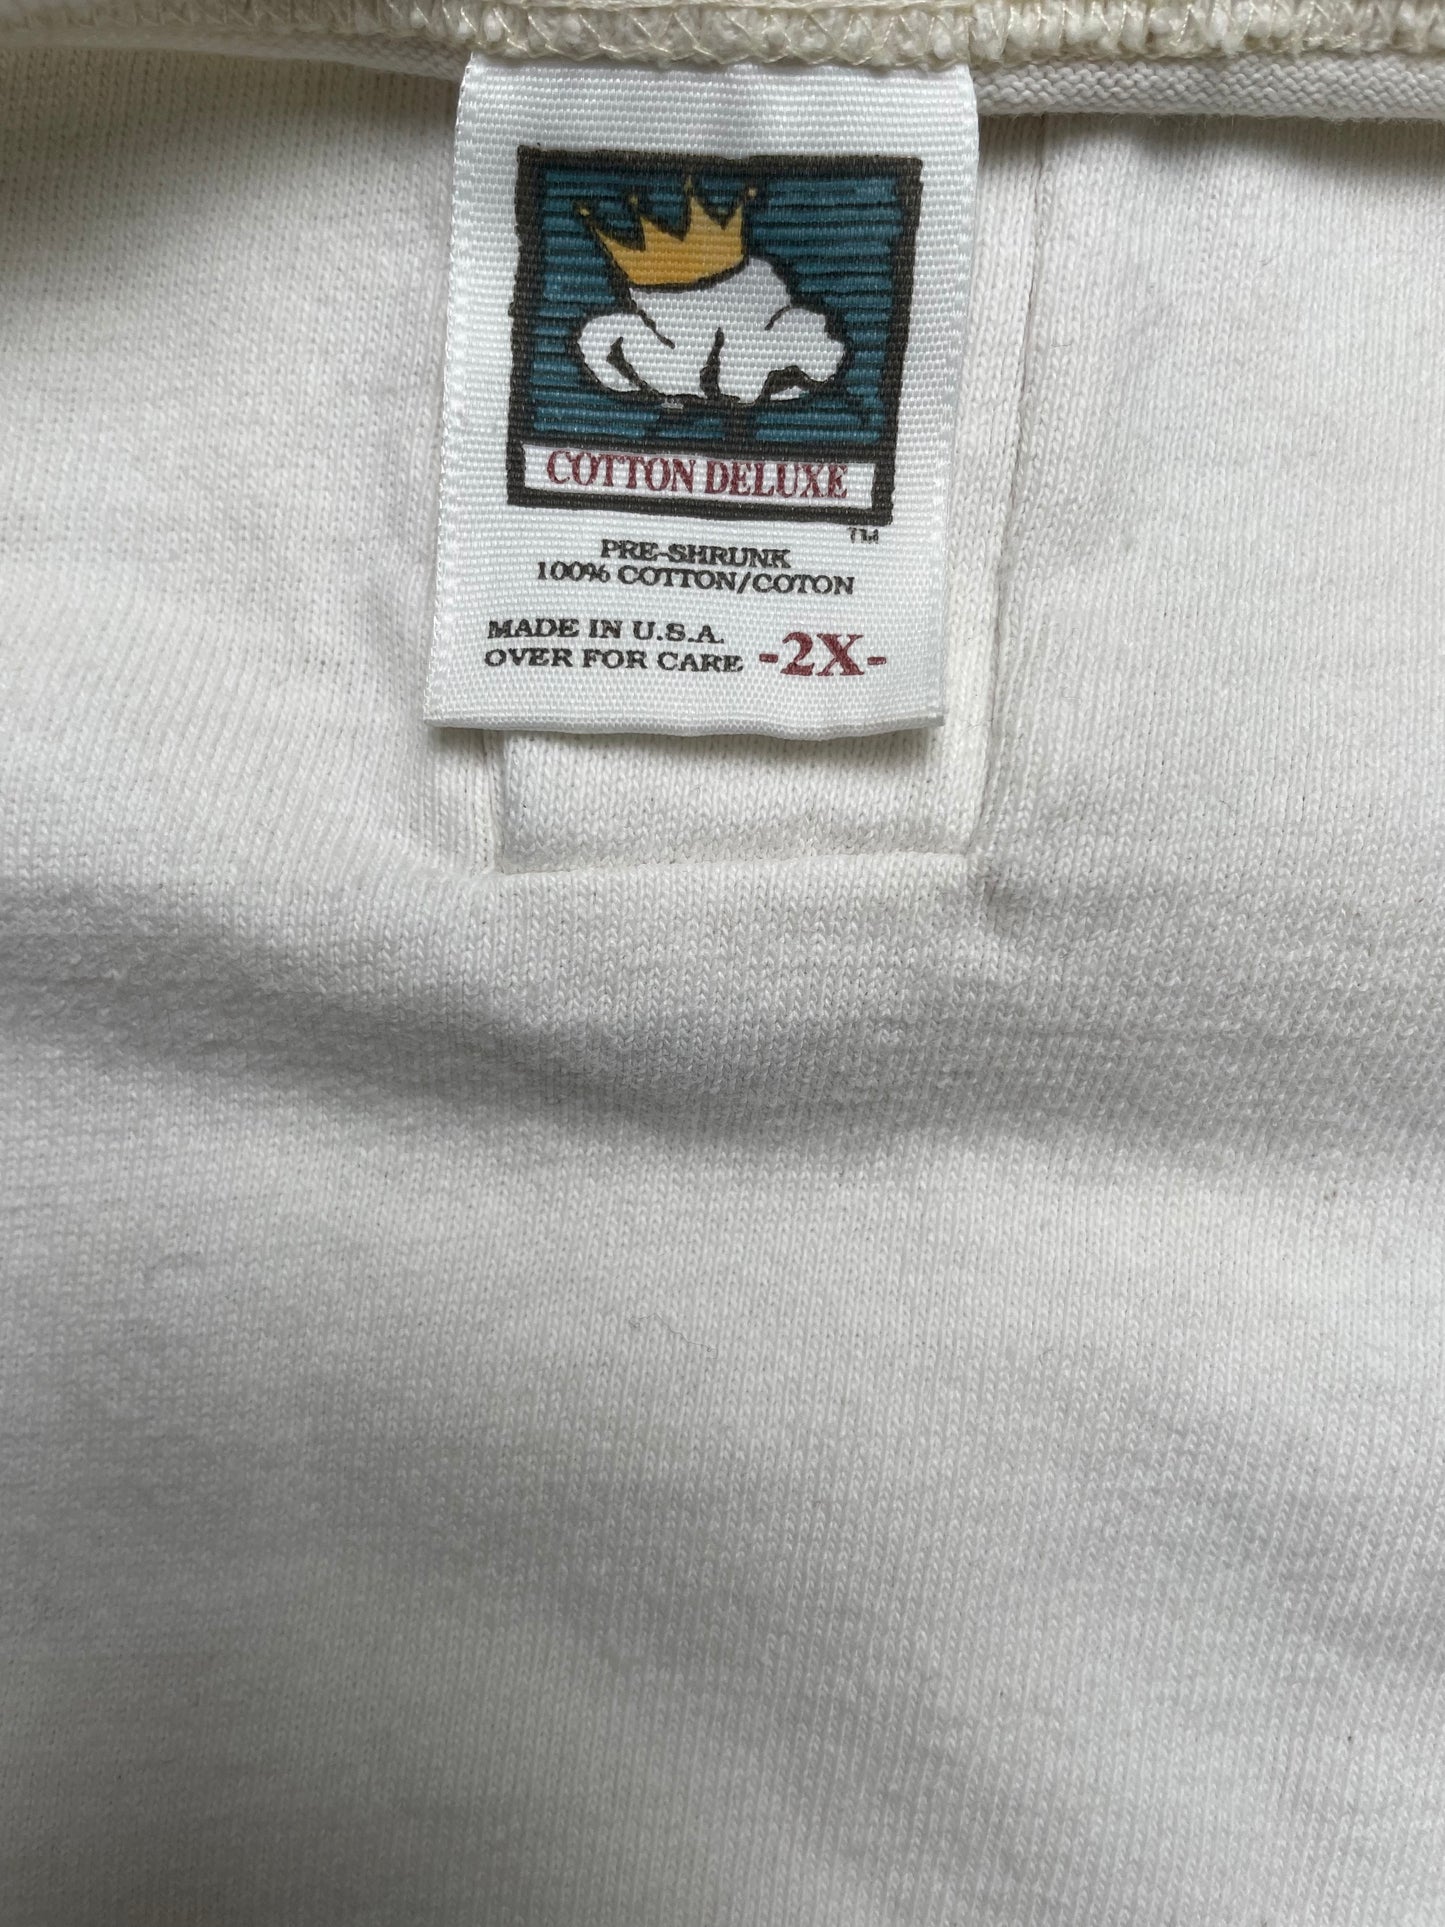 COTTON DELUXE
TM
PRE-SHRUNK
100% COTTON/COTON
MADE IN U.S.A.
OVER FOR CARE -2X-